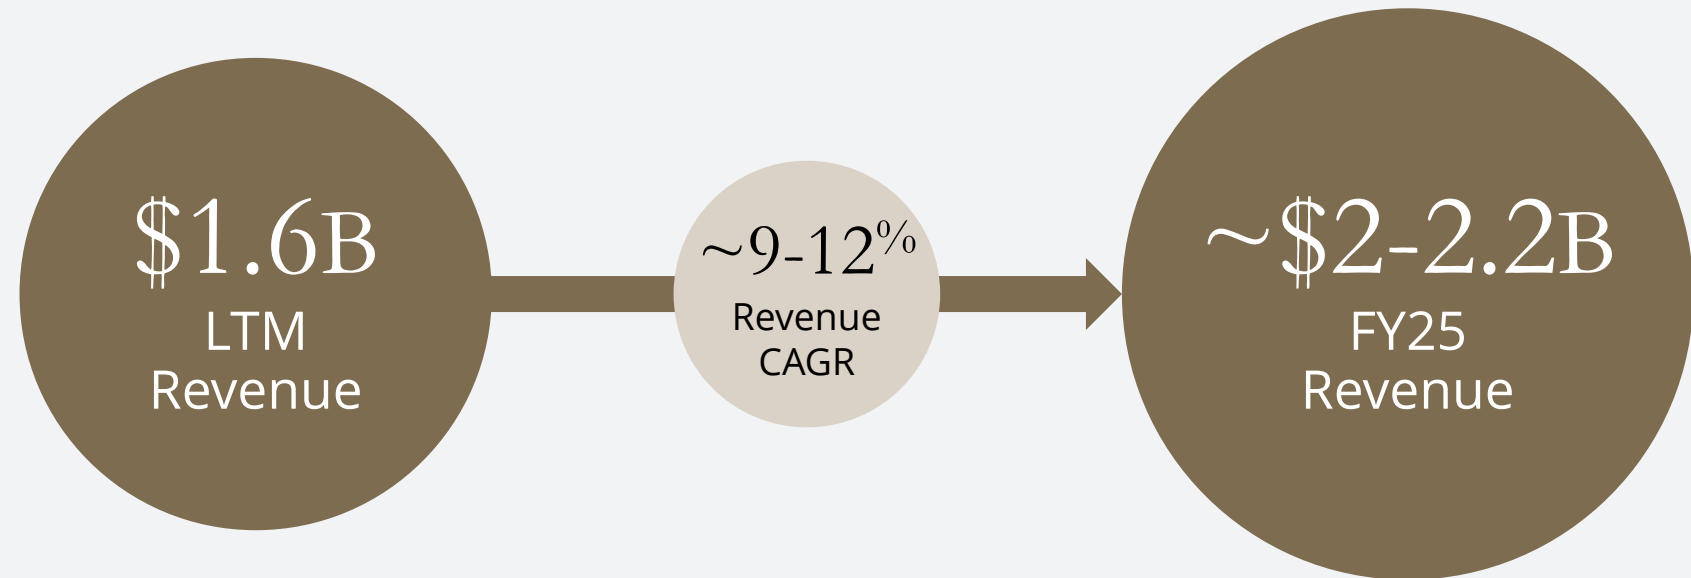 $1.6B
LTM
Revenue
~9-12%
Revenue
CAGR
~$2-2.2B
FY25
Revenue